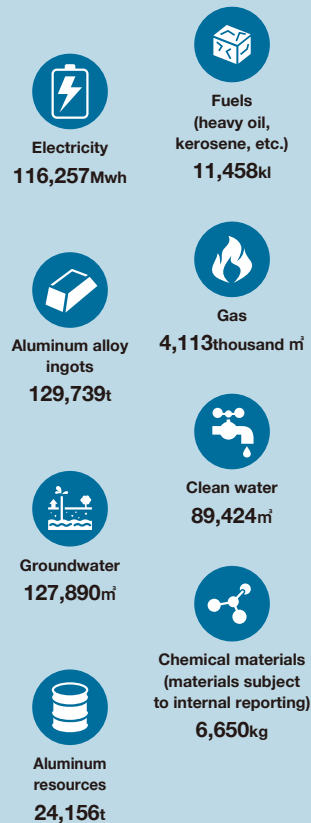 Electricity
116,257Mwh
Fuels
(heavy oil,
kerosene, etc.)
11,458kl
Aluminum alloy
ingots
129,739t
Gas
4,113thousand ㎥
Clean water
89,424㎥
Groundwater
127,890㎥
Chemical materials
(materials subject
to internal reporting)
6,650kg
Aluminum
resources
24,156t